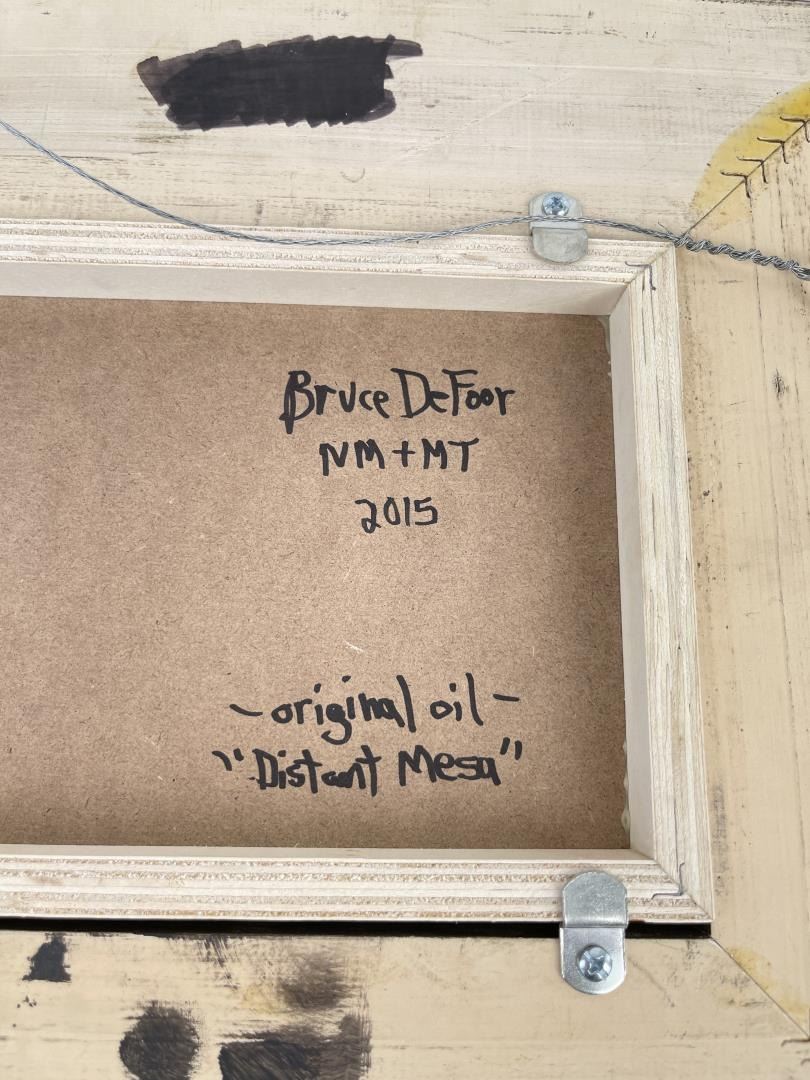 Bruce DeFoor
NM + MT
2015
- original oil -
"Distant Mesa"